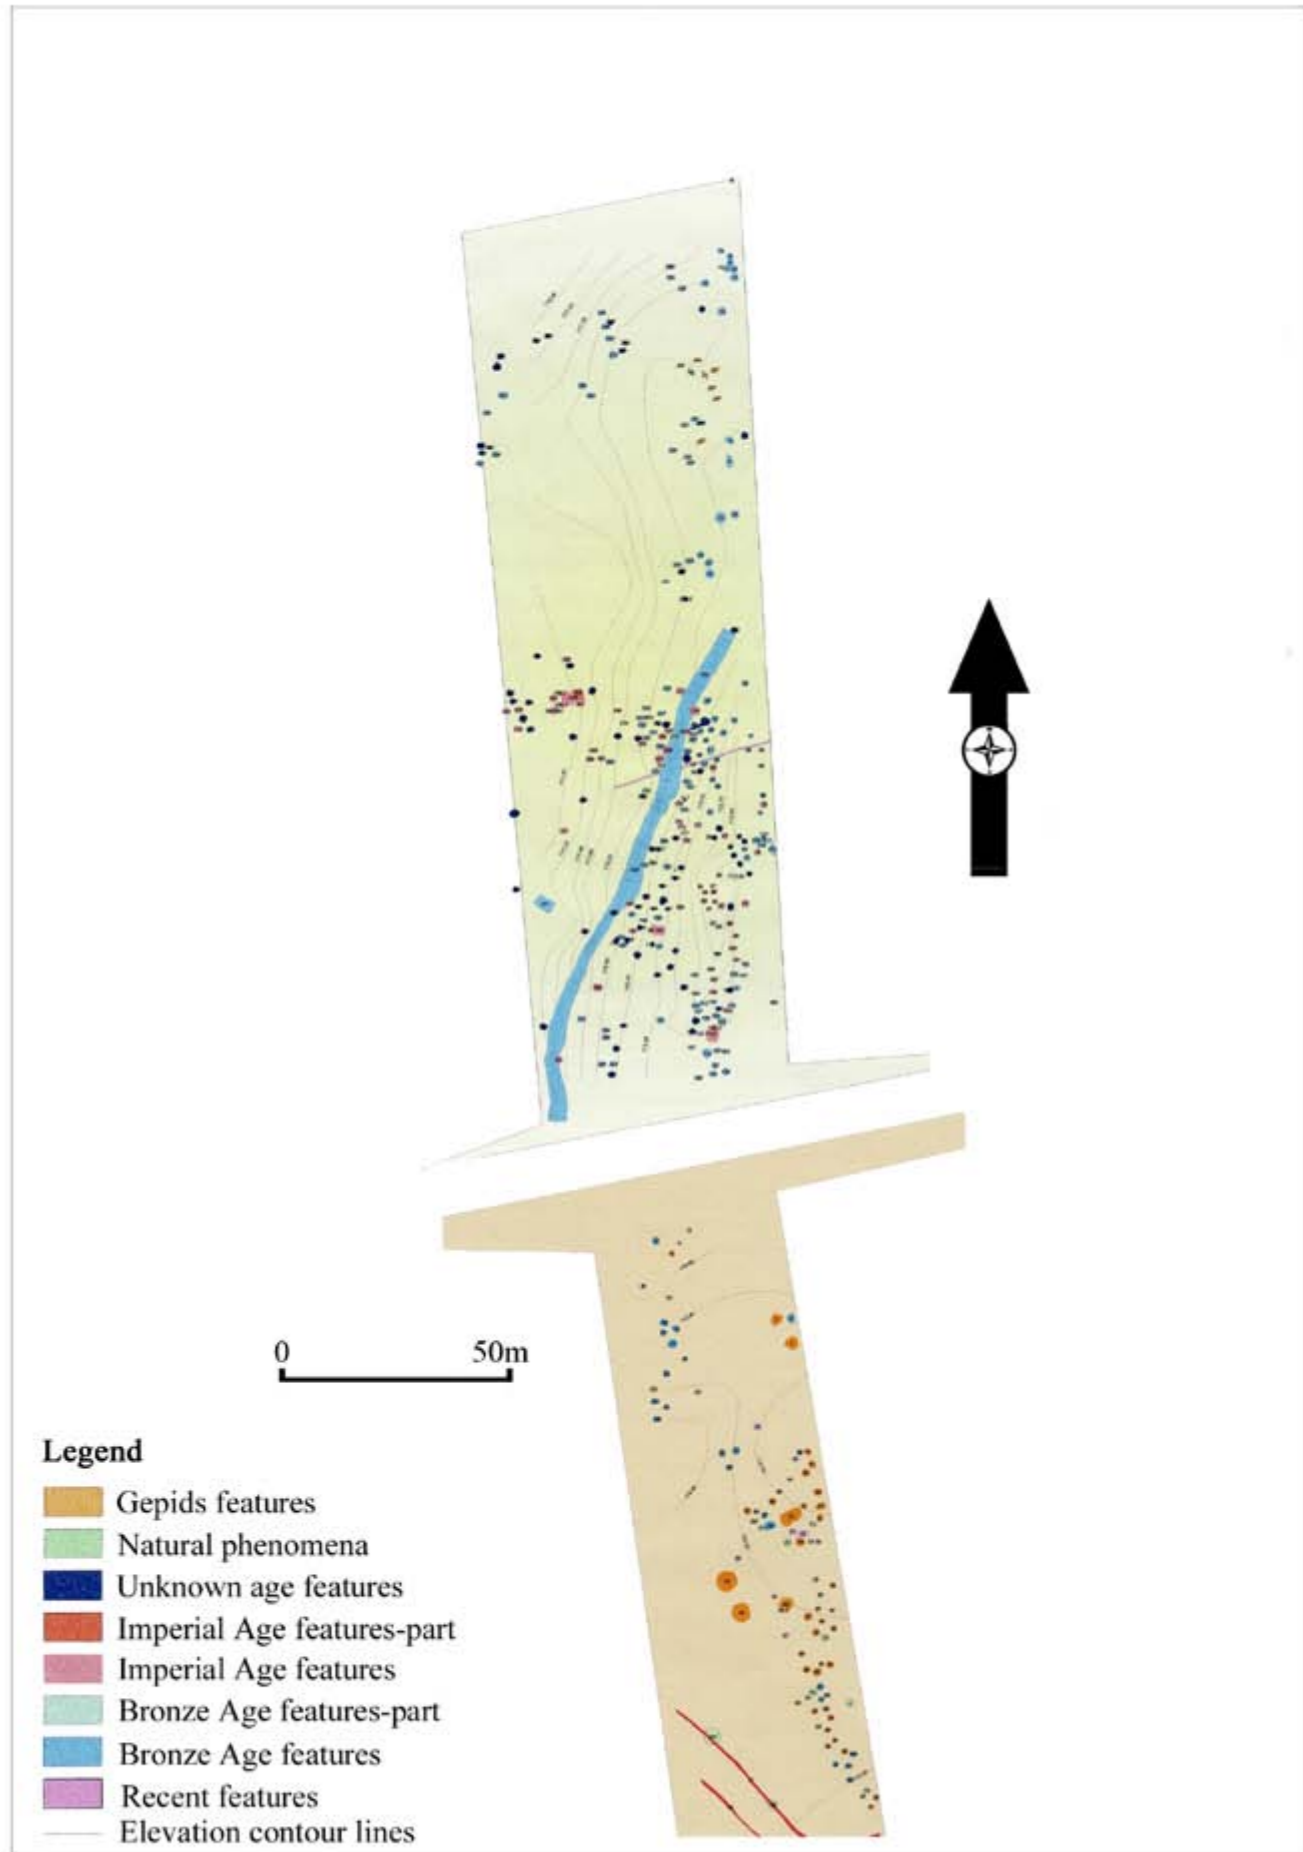 0 50m
Legend
Gepids features
Natural phenomena
Unknown age features
Imperial Age features-part
Imperial Age features
Bronze Age features-part
Bronze Age features
Recent features
Elevation contour lines